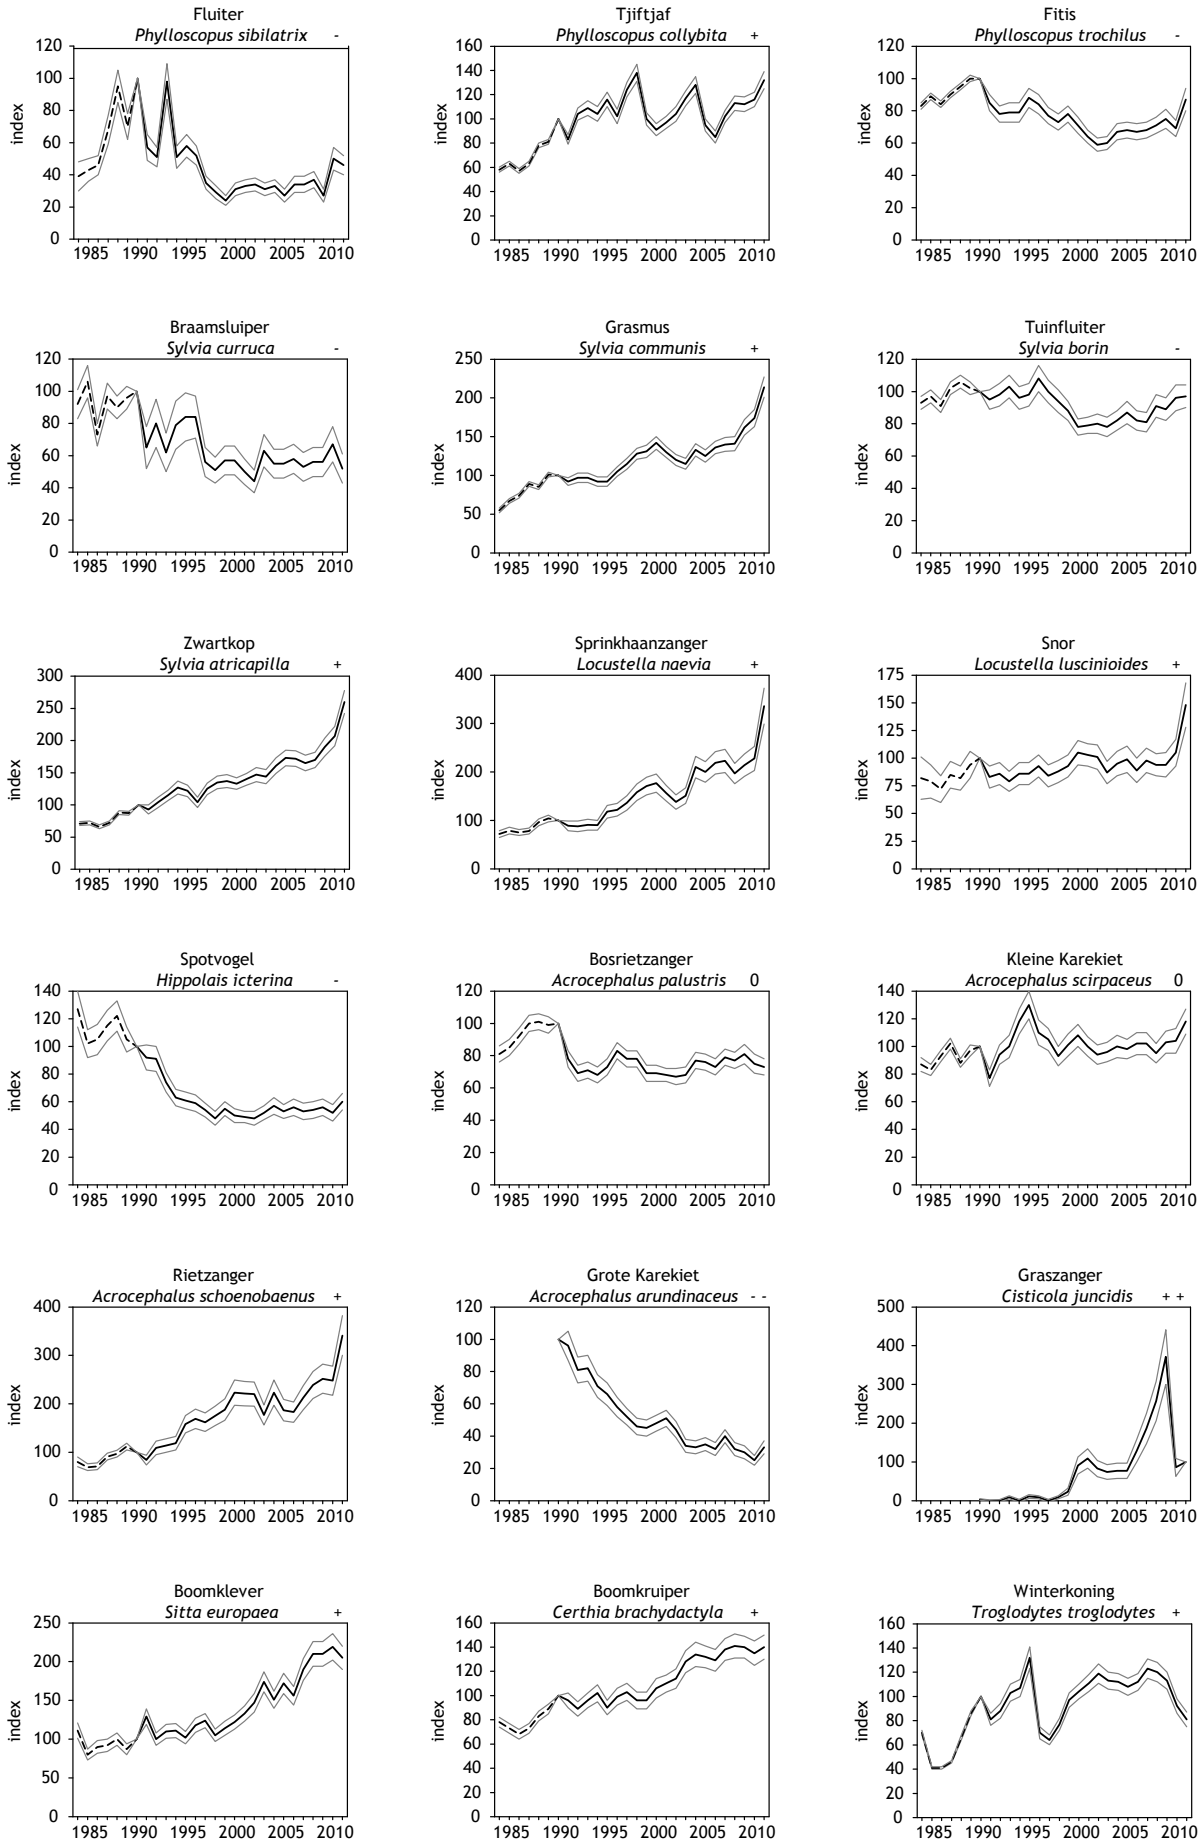 Fluiter
Phylloscopus sibilatrix -
120
100
80
60
40
20
0
index
1985 1990 1995 2000 2005 2010
Tjiftjaf
Phylloscopus collybita +
160
140
120
100
80
60
40
20
0
index
1985 1990 1995 2000 2005 2010
Fitis
Phylloscopus trochilus -
120
100
80
60
40
20
0
index
1985 1990 1995 2000 2005 2010
Braamsluiper
Sylvia curruca -
120
100
80
60
40
20
0
index
1985 1990 1995 2000 2005 2010
Grasmus
Sylvia communis +
250
200
150
100
50
0
index
1985 1990 1995 2000 2005 2010
Tuinfluiter
Sylvia borin -
120
100
80
60
40
20
0
index
1985 1990 1995 2000 2005 2010
Zwartkop
Sylvia atricapilla +
300
250
200
150
100
50
0
index
1985 1990 1995 2000 2005 2010
Sprinkhaanzanger
Locustella naevia +
400
300
200
100
0
index
1985 1990 1995 2000 2005 2010
Snor
Locustella luscinioides +
175
150
125
100
75
50
25
0
index
1985 1990 1995 2000 2005 2010
Spotvogel
Hippolais icterina -
140
120
100
80
60
40
20
0
index
1985 1990 1995 2000 2005 2010
Bosrietzanger
Acrocephalus palustris 0
120
100
80
60
40
20
0
index
1985 1990 1995 2000 2005 2010
Kleine Karekiet
Acrocephalus scirpaceus 0
140
120
100
80
60
40
20
0
index
1985 1990 1995 2000 2005 2010
Rietzanger
Acrocephalus schoenobaenus +
400
300
200
100
0
index
1985 1990 1995 2000 2005 2010
Grote Karekiet
Acrocephalus arundinaceus - -
120
100
80
60
40
20
0
index
1985 1990 1995 2000 2005 2010
Graszanger
Cisticola juncidis + +
500
400
300
200
100
0
index
1985 1990 1995 2000 2005 2010
Boomklever
Sitta europaea +
250
200
150
100
50
0
index
1985 1990 1995 2000 2005 2010
Boomkruiper
Certhia brachydactyla +
160
140
120
100
80
60
40
20
0
index
1985 1990 1995 2000 2005 2010
Winterkoning
Troglodytes troglodytes +
160
140
120
100
80
60
40
20
0
index
1985 1990 1995 2000 2005 2010